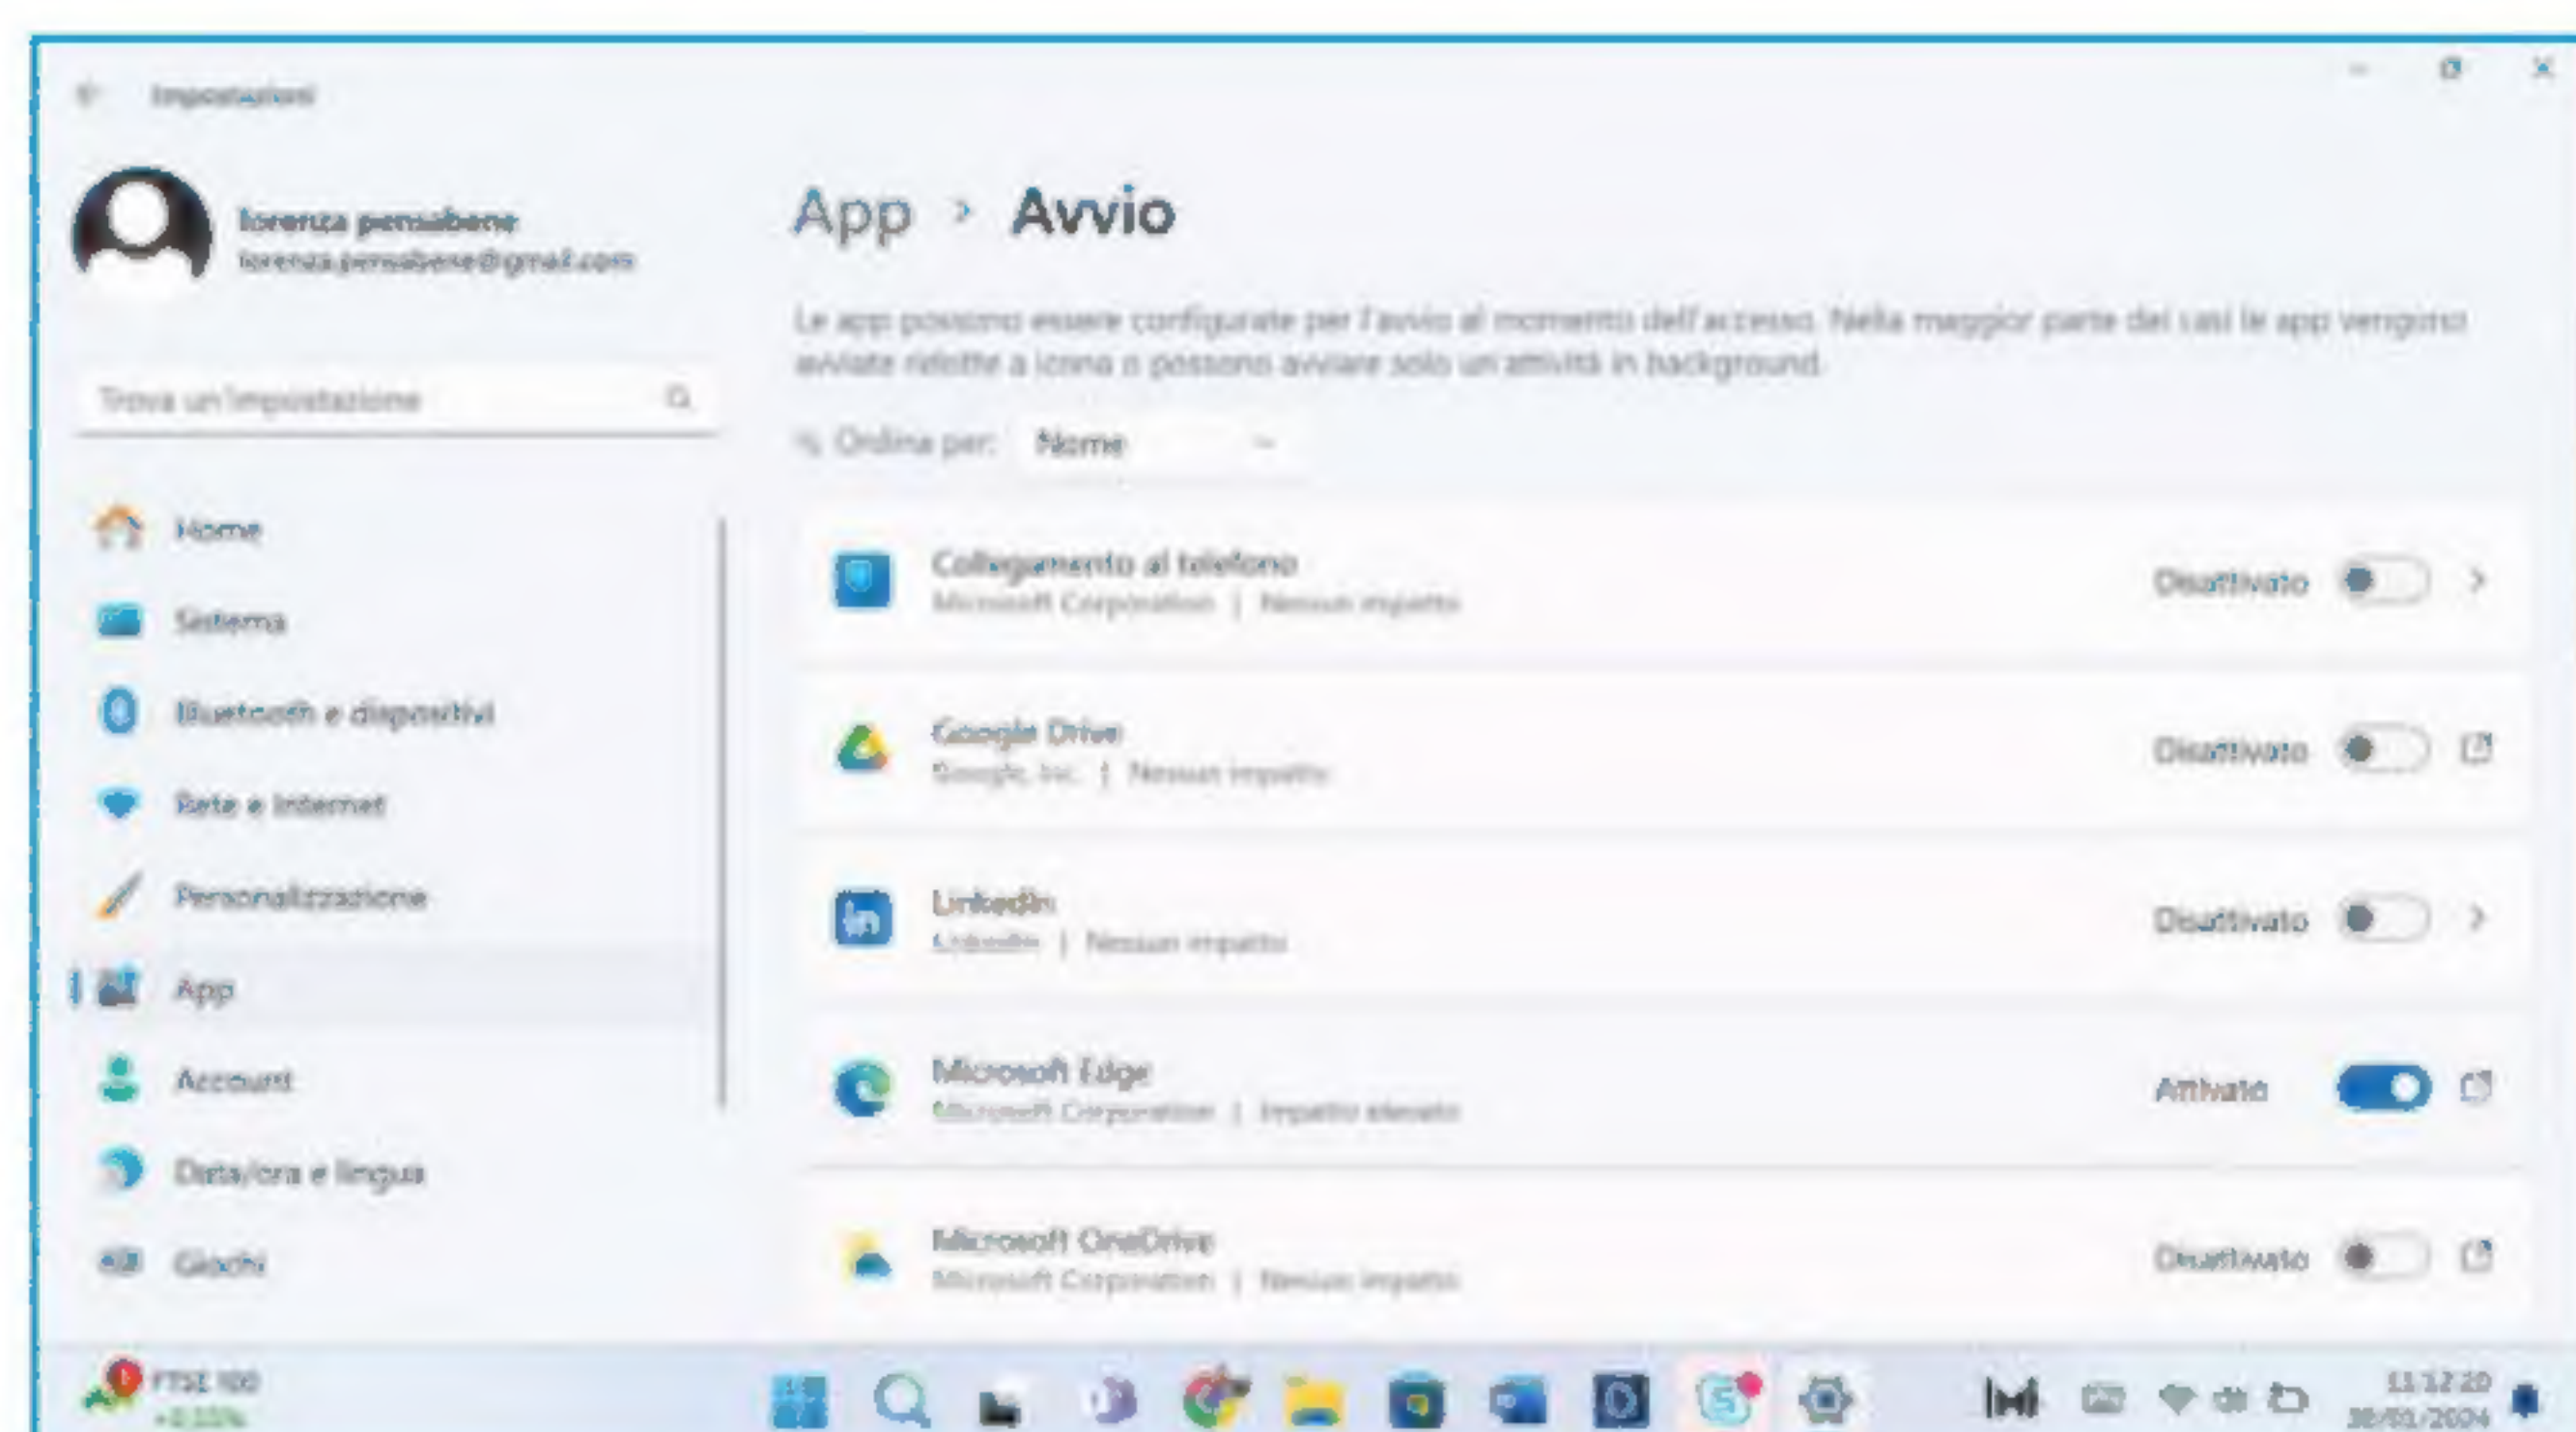 Impostazioni
lorenza pensabene
lorenza.pensabene@gmail.com
Trova un'impostazione
Home
Sistema
Bluetooth e dispositivi
Rete e Internet
Personalizzazione
App
Account
Data/ora e lingua
Giochi
App > Avvio
Le app possono essere configurate per l'avvio al momento dell'accesso. Nella maggior parte dei casi le app vengono
avviate ridotte a icona o possono avviare solo un'attività in background.
Ordina per: Nome
Collegamento al telefono
Microsoft Corporation | Nessun impatto
Disattivato
Google Drive
Google, Inc. | Nessun impatto
Disattivato
LinkedIn
LinkedIn | Nessun impatto
Disattivato
Microsoft Edge
Microsoft Corporation | Impatto elevato
Attivato
Microsoft OneDrive
Microsoft Corporation | Nessun impatto
Disattivato
FTSE 100
11:12:20